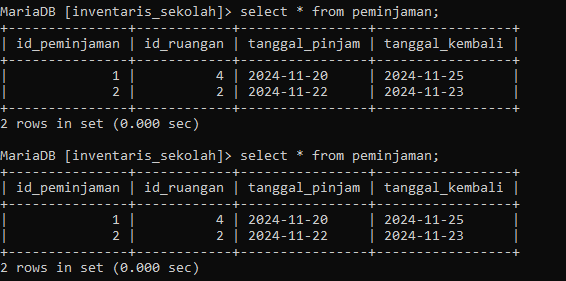 MariaDB [inventaris_sekolah]> select * from peminjaman;
+---------------+------------+----------------+-----------------+
| id_peminjaman | id_ruangan | tanggal_pinjam | tanggal_kembali |
+---------------+------------+----------------+-----------------+
|             1 |          4 | 2024-11-20     | 2024-11-25      |
|             2 |          2 | 2024-11-22     | 2024-11-23      |
+---------------+------------+----------------+-----------------+
2 rows in set (0.000 sec)

MariaDB [inventaris_sekolah]> select * from peminjaman;
+---------------+------------+----------------+-----------------+
| id_peminjaman | id_ruangan | tanggal_pinjam | tanggal_kembali |
+---------------+------------+----------------+-----------------+
|             1 |          4 | 2024-11-20     | 2024-11-25      |
|             2 |          2 | 2024-11-22     | 2024-11-23      |
+---------------+------------+----------------+-----------------+
2 rows in set (0.000 sec)